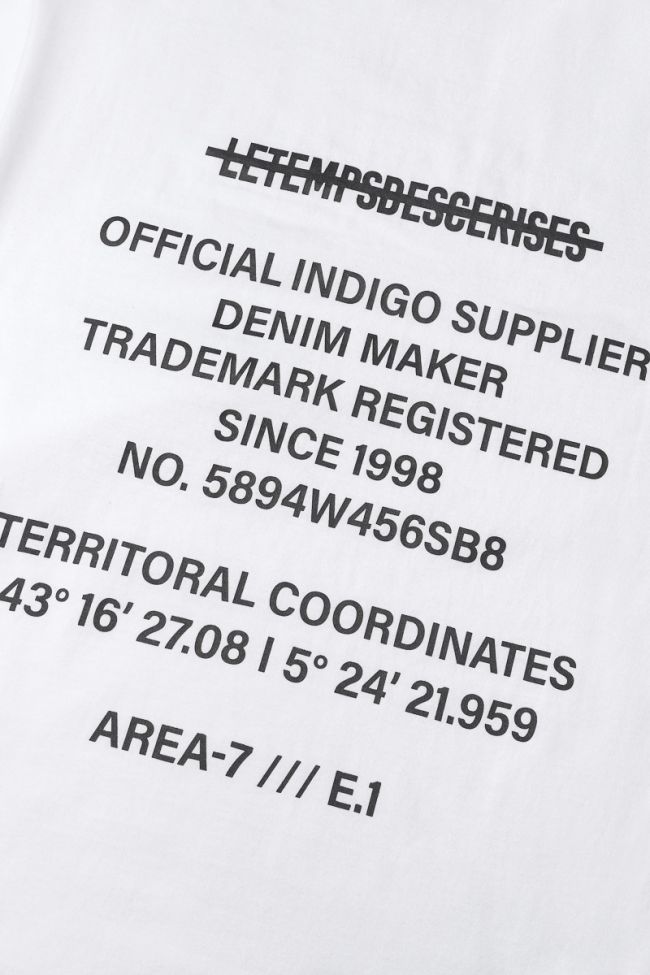 LETEMPSDESCERISES
OFFICIAL INDIGO SUPPLIER
DENIM MAKER
TRADEMARK REGISTERED
SINCE 1998
NO. 5894W456SB8
TERRITORAL COORDINATES
43° 16′ 27.08 | 5° 24′ 21.959
AREA-7 /// E.1